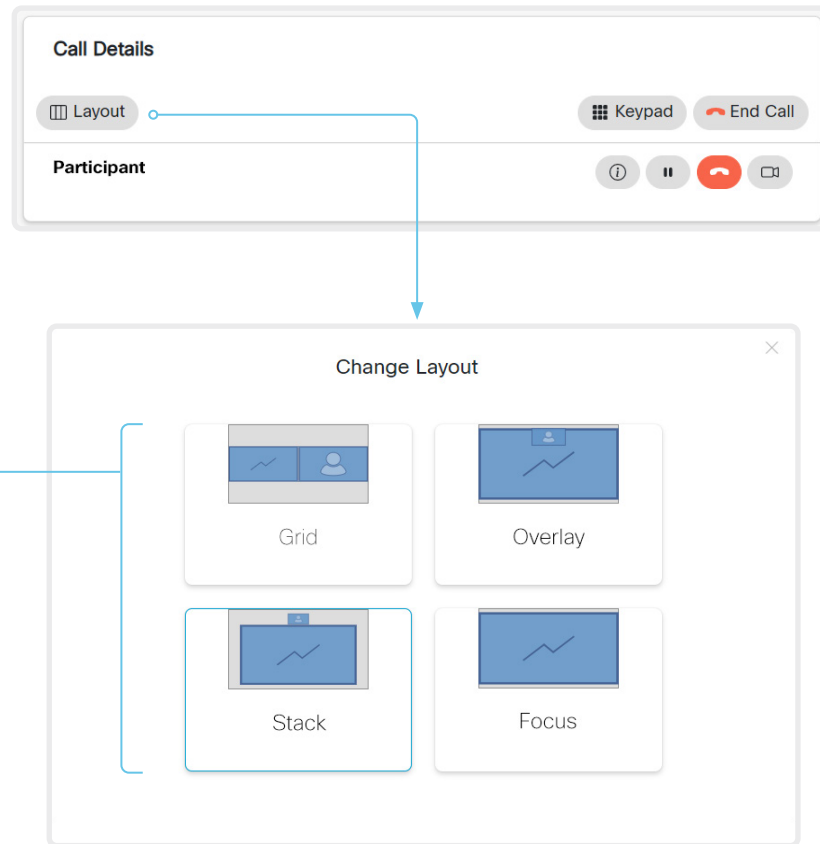 Call Details
Layout
Keypad
End Call
Participant
Change Layout
Grid
Overlay
Stack
Focus